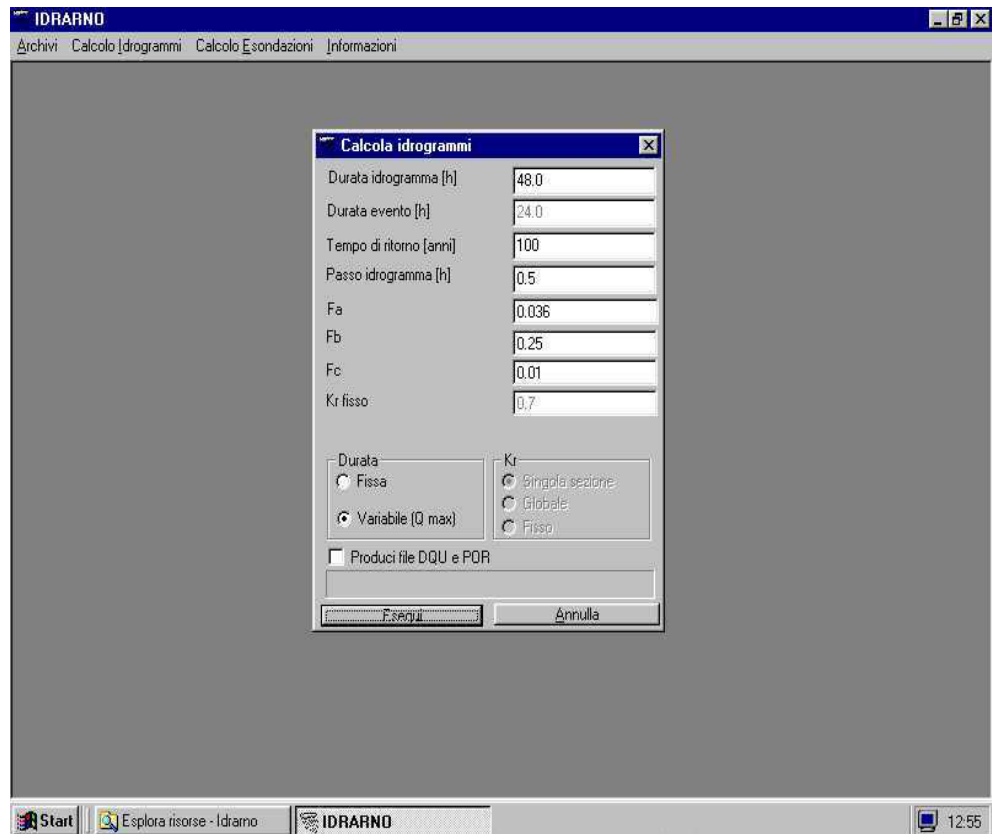 IDRARNO
Archivi Calcolo Idrogrammi Calcolo Esondazioni Informazioni
Calcola idrogrammi
Durata idrogramma [h] 48.0
Durata evento [h] 24.0
Tempo di ritorno [anni] 100
Passo idrogramma [h] 0.5
Fa 0.036
Fb 0.25
Fc 0.01
Kr fisso 0.7
Durata Kr
Fissa Singola sezione
Globale
Variabile (Q max) Fisso
Produci file DQU e POR
Esegui Annulla
Start Esplora risorse - Idrarno IDRARNO 12:55